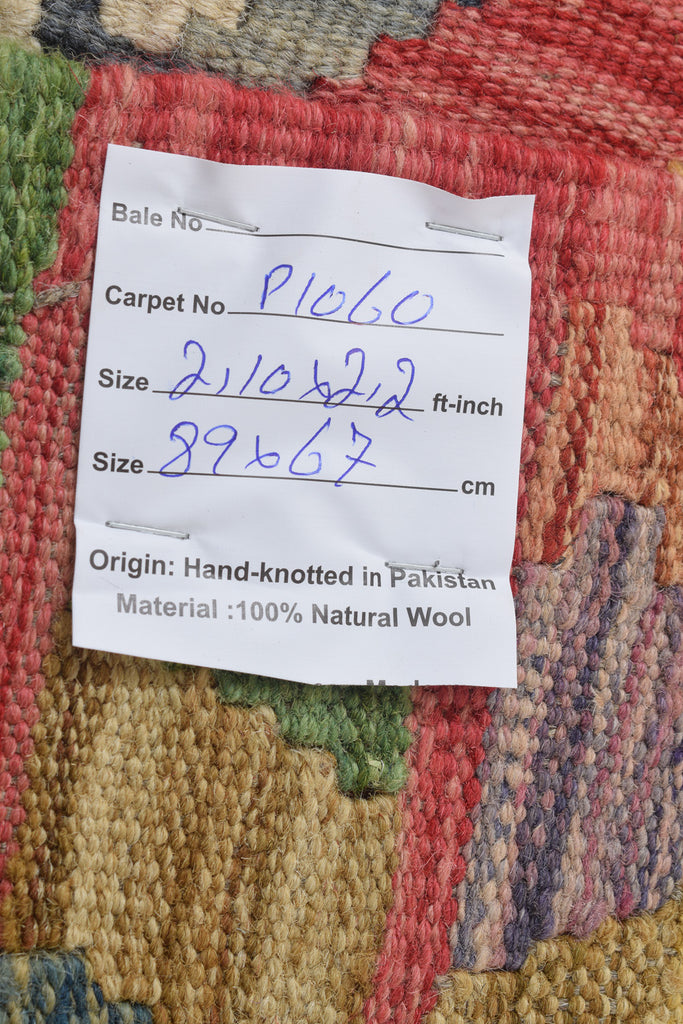 Bale No
Carpet No P1060
Size 2,10x2,2 ft-inch
Size 89x67 cm
Origin: Hand-knotted in Pakistan
Material :100% Natural Wool